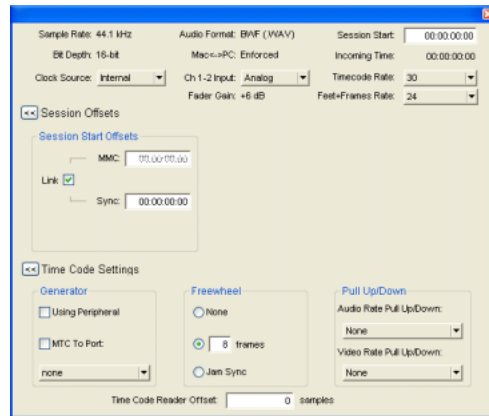 Sample Rate: 44.1 kHz Audio Format: BWF (.WAV) Session Start: 00:00:00:00
Bit Depth: 16-bit Mac<->PC: Enforced Incoming Time: 00:00:00:00
Clock Source: Internal Ch 1-2 Input: Analog Timecode Rate: 30
Fader Gain: +6 dB Feet+Frames Rate: 24
<< Session Offsets
Session Start Offsets
MMC: 00:00:00:00
Link
Sync: 00:00:00:00
<< Time Code Settings
Generator Freewheel Pull Up/Down
Using Peripheral None Audio Rate Pull Up/Down:
None
MTC To Port: 8 frames
Video Rate Pull Up/Down:
none Jam Sync None
Time Code Reader Offset: 0 samples